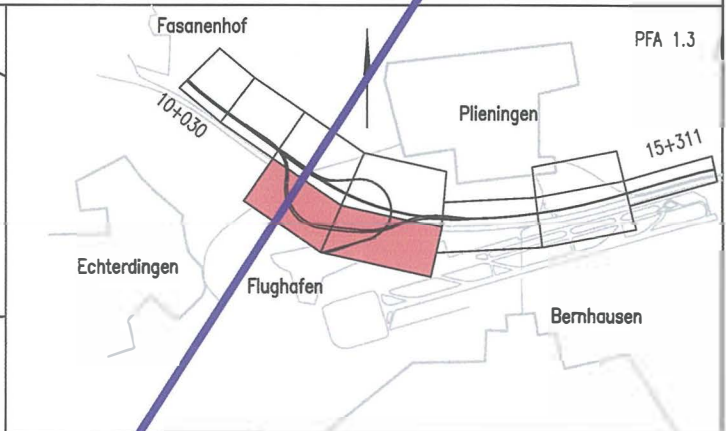 Fasanenhof
PFA 1.3
10+030
Plieningen
15+311
Echterdingen
Flughafen
Bernhausen